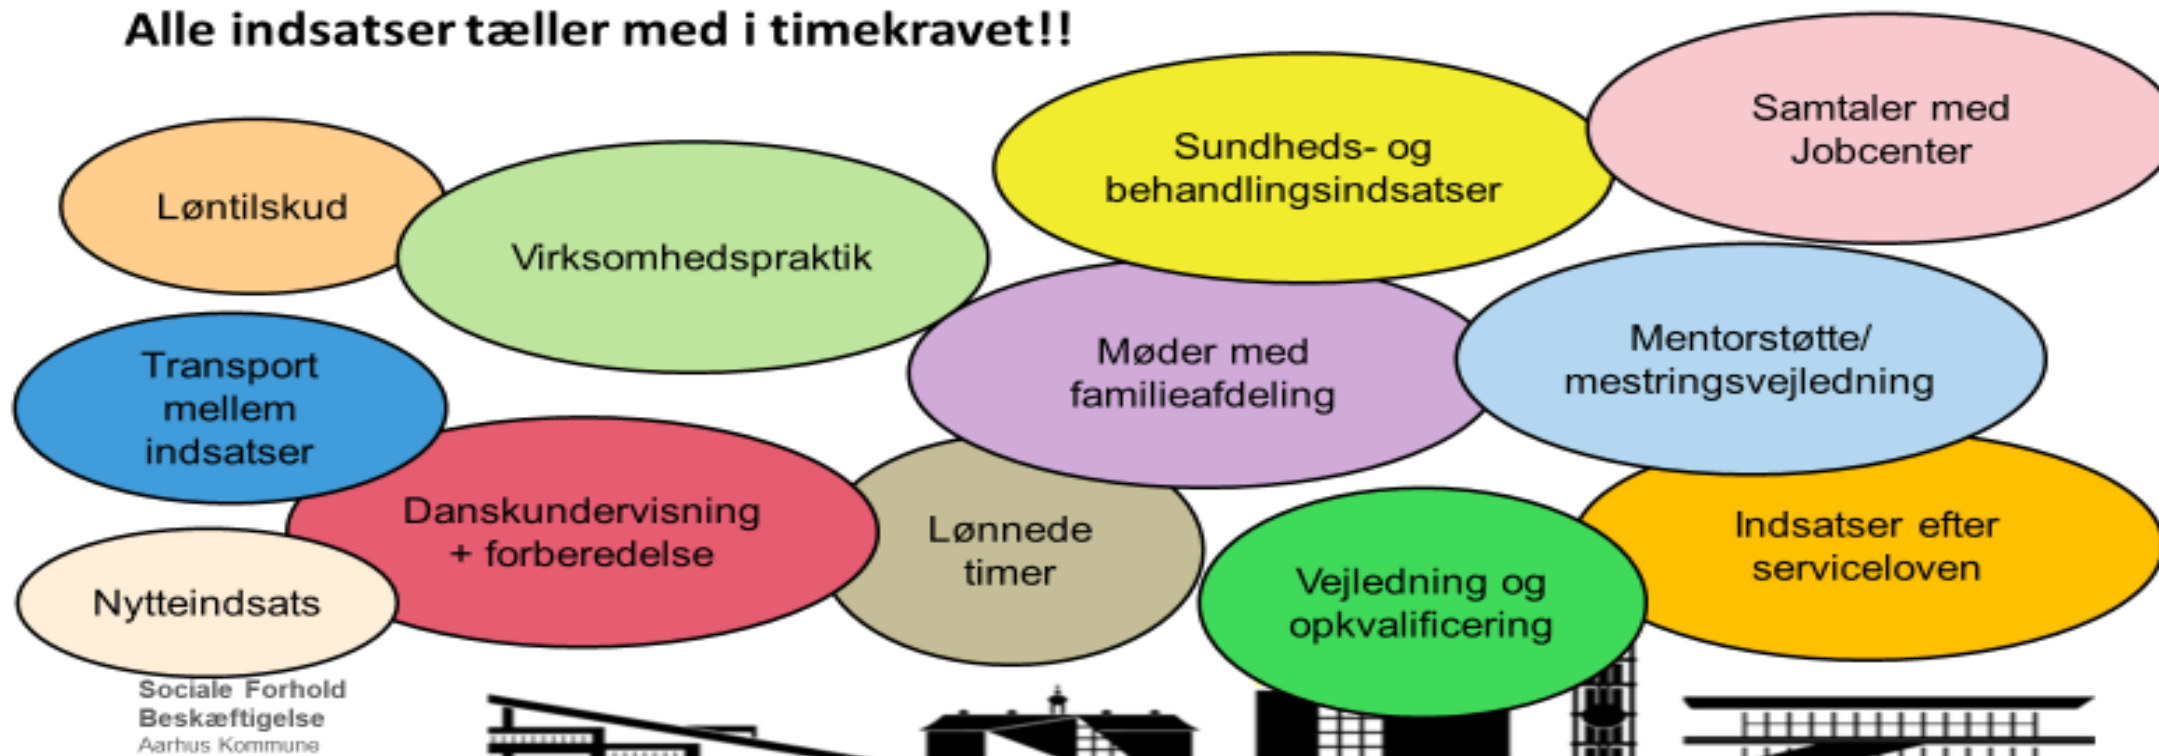 Alle indsatser tæller med i timekravet!!
Løntilskud
Virksomhedspraktik
Sundheds- og
behandlingsindsatser
Samtaler med
Jobcenter
Transport
mellem
indsatser
Møder med
familieafdeling
Mentorstøtte/
mestringsvejledning
Danskundervisning
+ forberedelse
Lønnede
timer
Vejledning og
opkvalificering
Indsatser efter
serviceloven
Nytteindsats
Sociale Forhold
Beskæftigelse
Aarhus Kommune